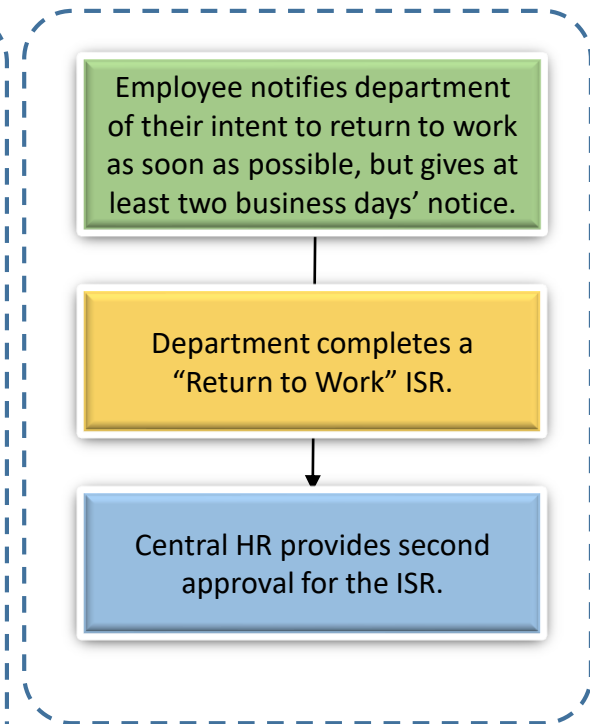 Employee notifies department
of their intent to return to work
as soon as possible, but gives at
least two business days’ notice.
Department completes a
“Return to Work” ISR.
Central HR provides second
approval for the ISR.